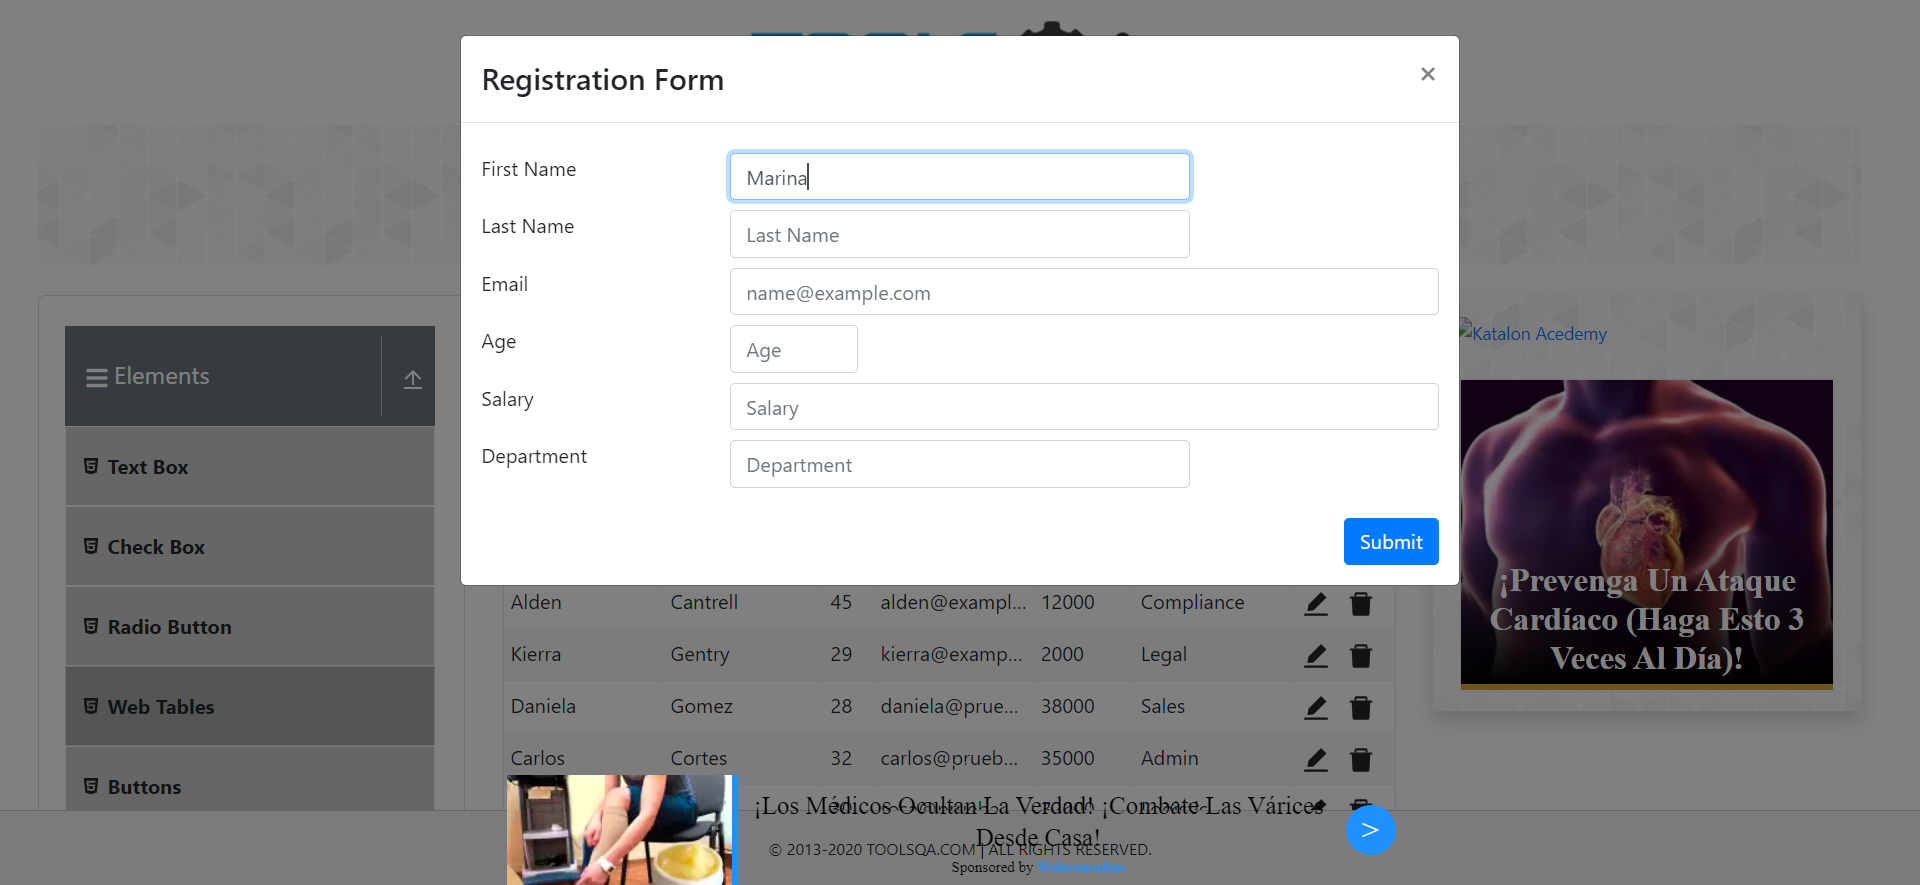 Registration Form
×
First Name
Marina
Last Name
Last Name
Email
name@example.com
Age
Age
Salary
Salary
Department
Department
Submit
Elements
Text Box
Check Box
Radio Button
Web Tables
Buttons
Alden Cantrell 45 alden@exampl... 12000 Compliance
Kierra Gentry 29 kierra@examp... 2000 Legal
Daniela Gomez 28 daniela@prue... 38000 Sales
Carlos Cortes 32 carlos@prueb... 35000 Admin
Katalon Acedemy
¡Prevenga Un Ataque
Cardíaco (Haga Esto 3
Veces Al Día)!
¡Los Médicos Ocultan La Verdad! ¡Combate Las Várices
Desde Casa!
>
© 2013-2020 TOOLSQA.COM | ALL RIGHTS RESERVED.
Sponsored by